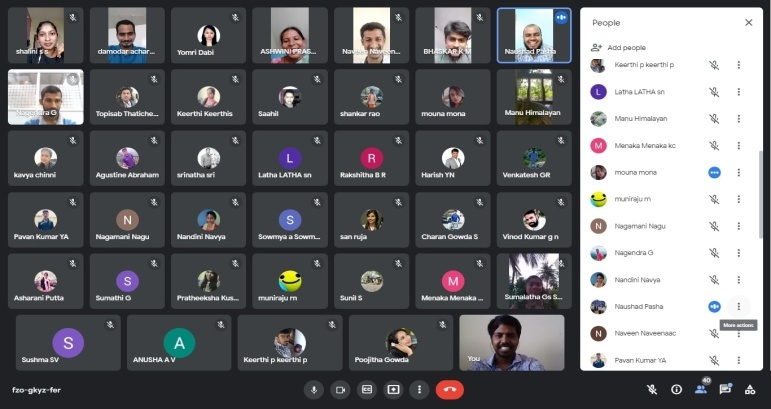 shalini s s
damodar achar...
Yomri Dabi
ASHWINI PRAS...
Naveen Naveen...
BHASKAR K M
Naushad Pasha
Nagendra G
Topisab Thatiche...
Keerthi Keerthis
Saahil
shankar rao
mouna mona
Manu Himalayan
kavya chinni
Agustine Abraham
srinatha sri
L
Latha LATHA sn
R
Rakshitha B R
Harish YN
Venkatesh GR
Pavan Kumar YA
N
Nagamani Nagu
Nandini Navya
S
Sowmya a Sowm...
san ruja
Charan Gowda S
Vinod Kumar g n
Asharani Putta
S
Sumathi G
Pratheeksha Kus...
muniraju m
Sunil S
M
Menaka Menaka ...
Sumalatha Gs S...
S
Sushma SV
A
ANUSHA A V
Keerthi p keerthi p
Poojitha Gowda
You
People
Add people
Keerthi p keerthi p
L
Latha LATHA sn
Manu Himalayan
M
Menaka Menaka kc
mouna mona
muniraju m
N
Nagamani Nagu
Nagendra G
Nandini Navya
Naushad Pasha
More actions
N
Naveen Naveenaac
Pavan Kumar YA
fzo-gkyz-fer
40